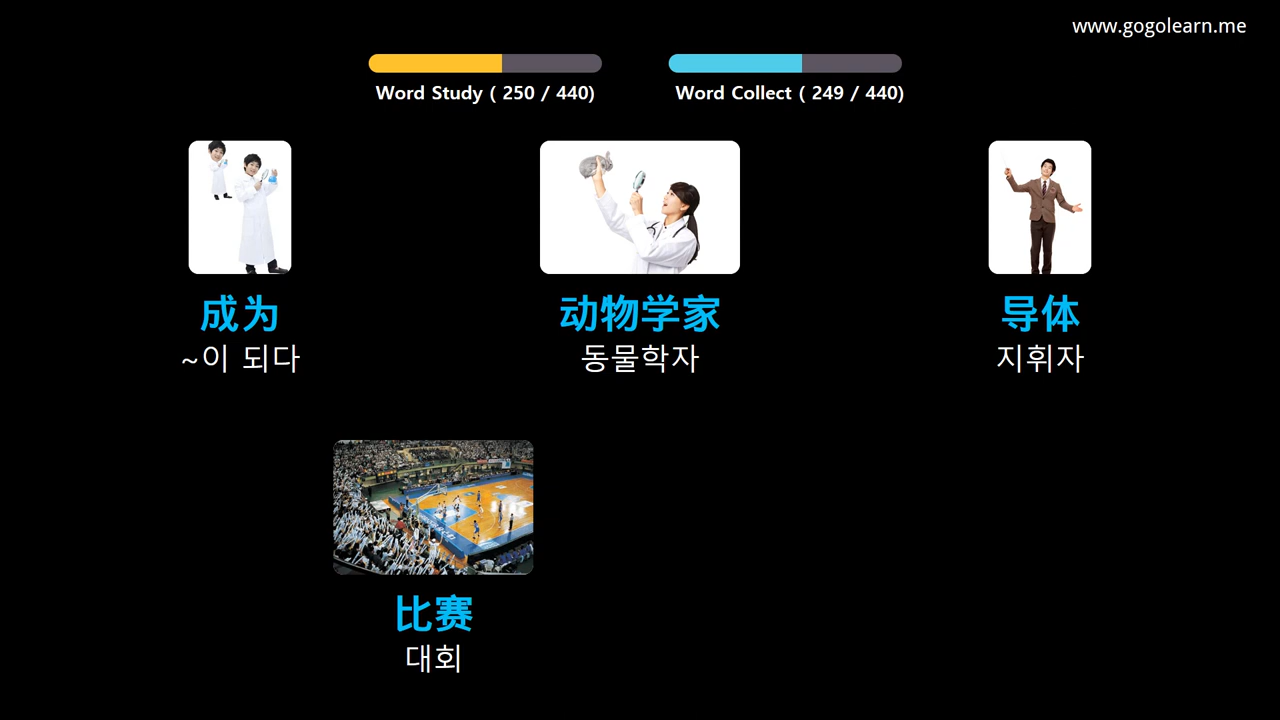 www.gogolearn.me
Word Study ( 250 / 440)
Word Collect ( 249 / 440)
成为
~이 되다
动物学家
동물학자
导体
지휘자
比赛
대회